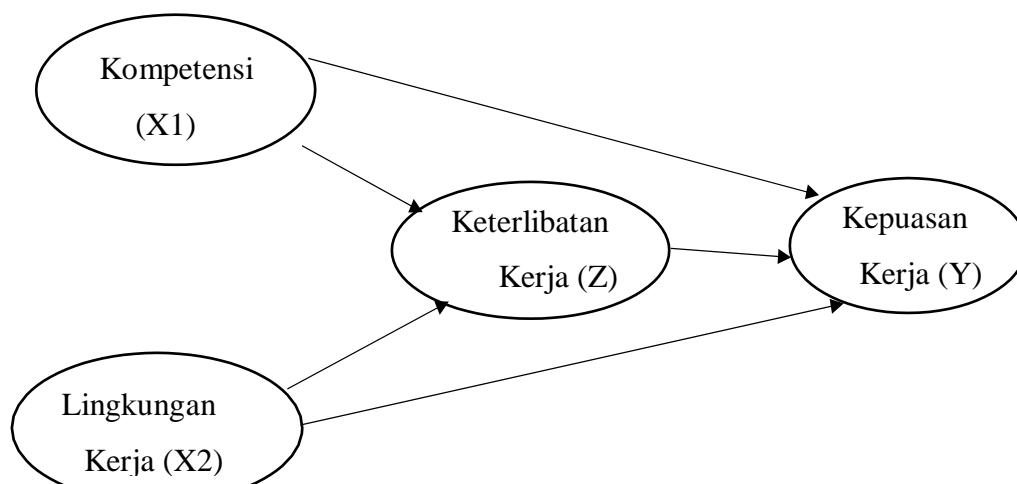 Kompetensi
(X1)
Keterlibatan
Kerja (Z)
Kepuasan
Kerja (Y)
Lingkungan
Kerja (X2)